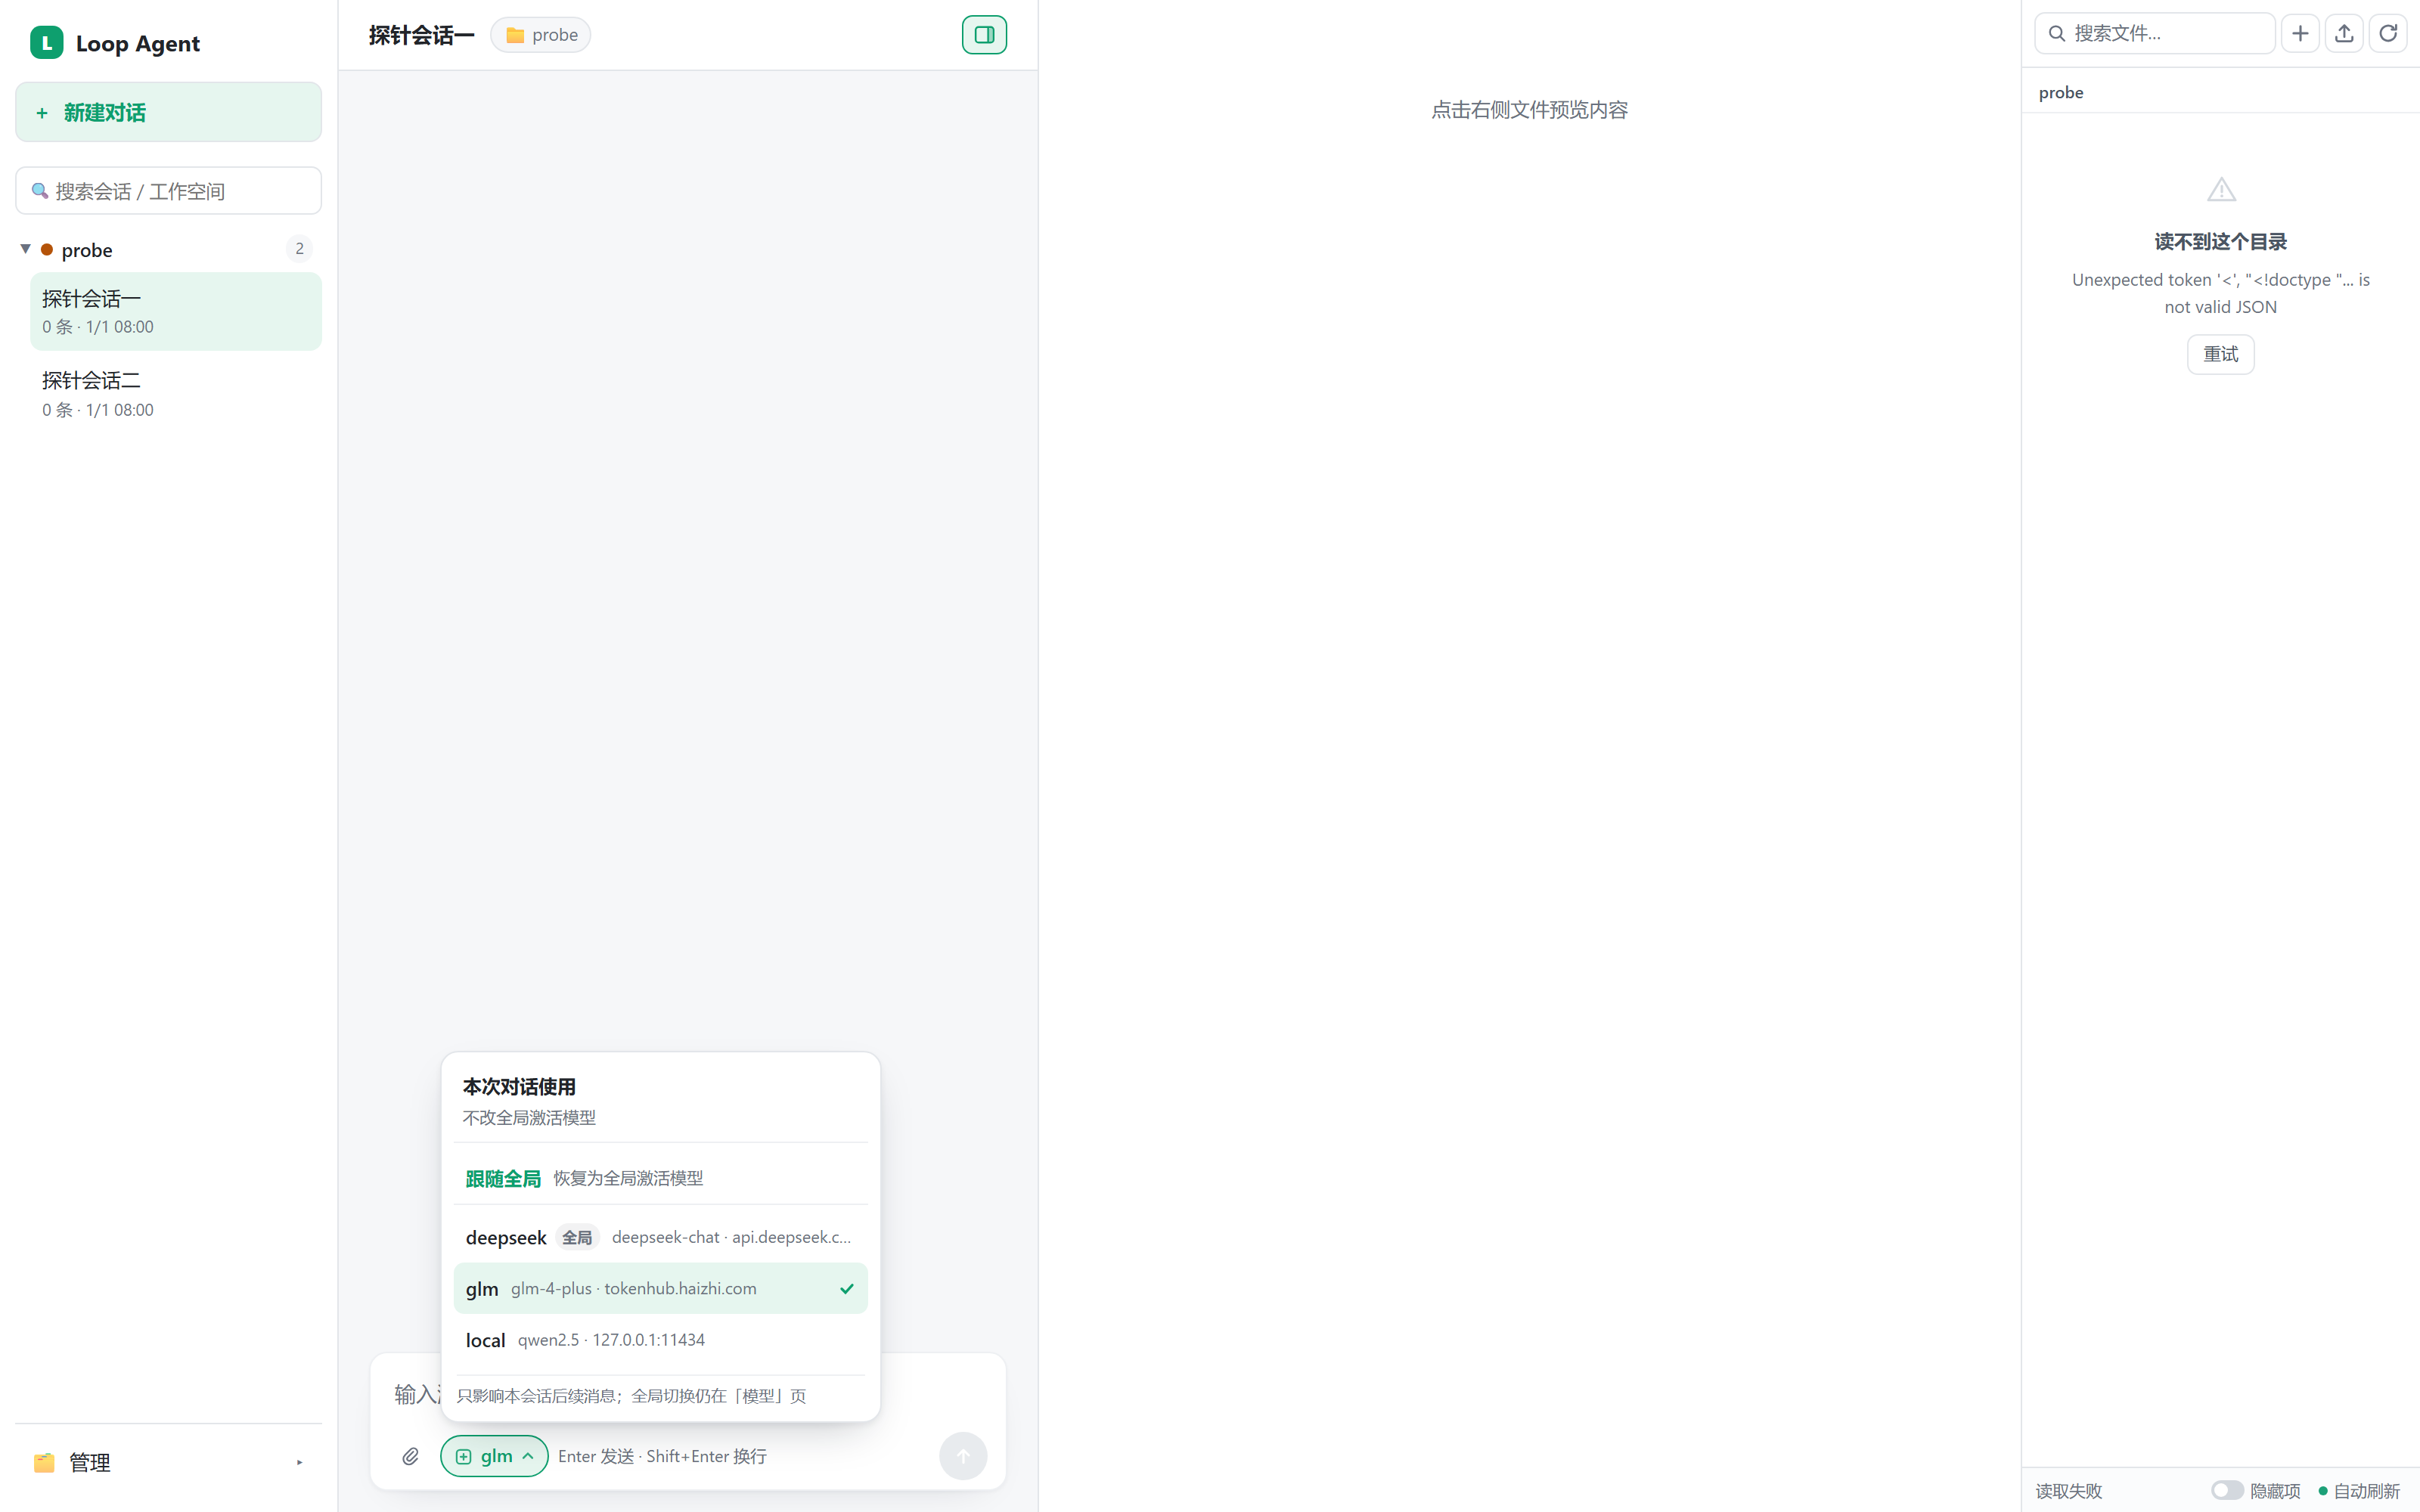 L Loop Agent
+ 新建对话
搜索会话 / 工作空间
probe 2
探针会话一
0 条 · 1/1 08:00
探针会话二
0 条 · 1/1 08:00
管理
探针会话一 probe
本次对话使用
不改全局激活模型
跟随全局 恢复为全局激活模型
deepseek 全局 deepseek-chat · api.deepseek.c...
glm glm-4-plus · tokenhub.haizhi.com
local qwen2.5 · 127.0.0.1:11434
只影响本会话后续消息；全局切换仍在「模型」页
输入
glm Enter 发送 · Shift+Enter 换行
点击右侧文件预览内容
搜索文件...
probe
读不到这个目录
Unexpected token '<', "<!doctype "... is
not valid JSON
重试
读取失败 隐藏项 自动刷新